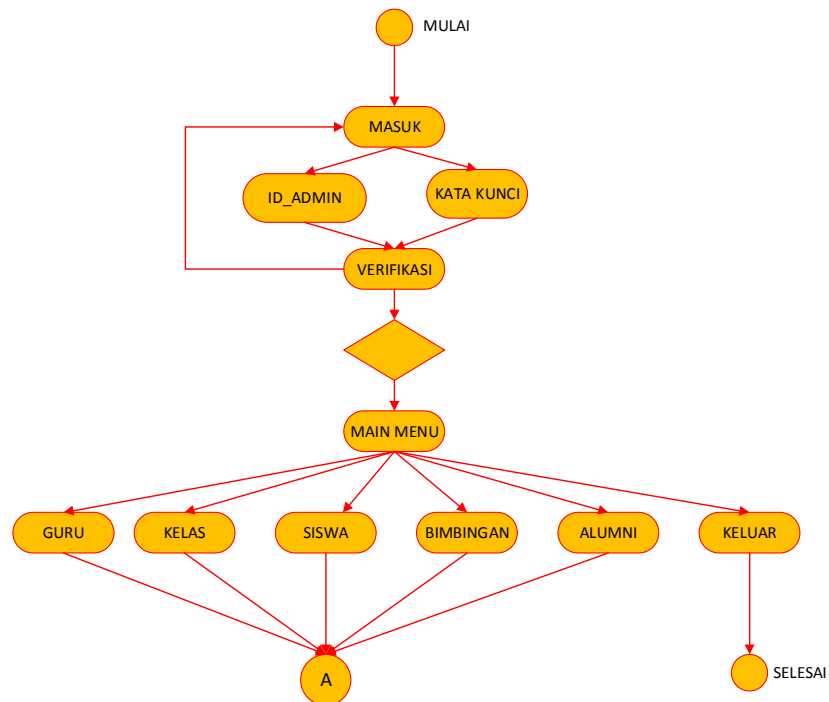 MULAI
MASUK
ID_ADMIN
KATA KUNCI
VERIFIKASI
MAIN MENU
GURU
KELAS
SISWA
BIMBINGAN
ALUMNI
KELUAR
A
SELESAI